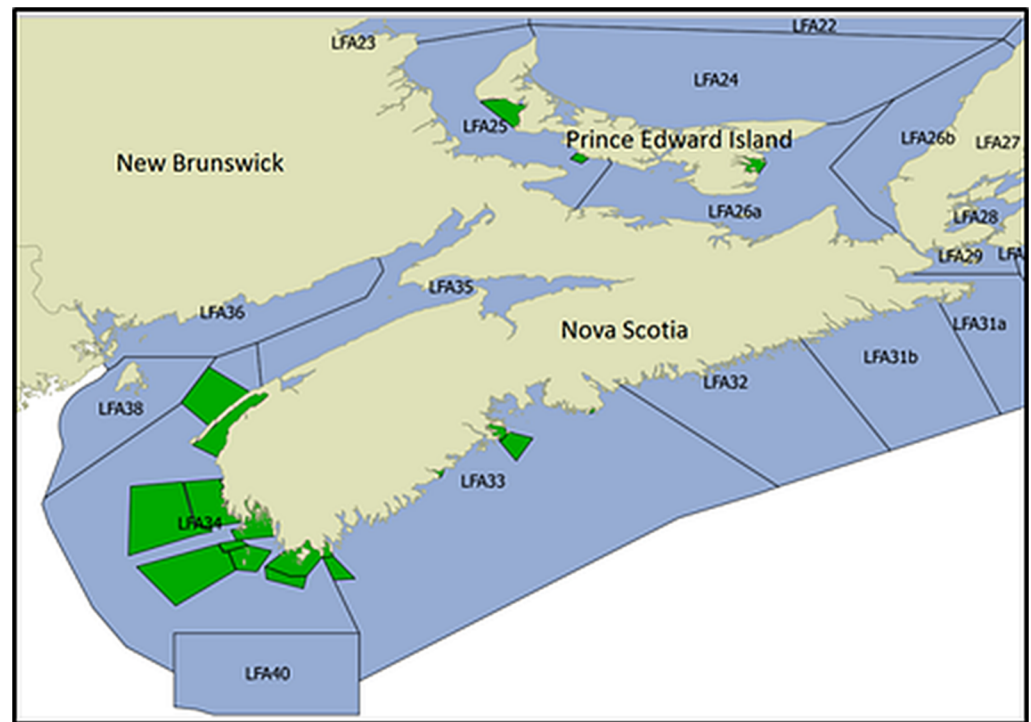 LFA22
LFA23
LFA24
LFA25
Prince Edward Island
LFA26b
LFA27
New Brunswick
LFA26a
LFA28
LFA29
LFA
LFA35
LFA36
Nova Scotia
LFA31a
LFA31b
LFA32
LFA38
LFA33
LFA34
LFA40